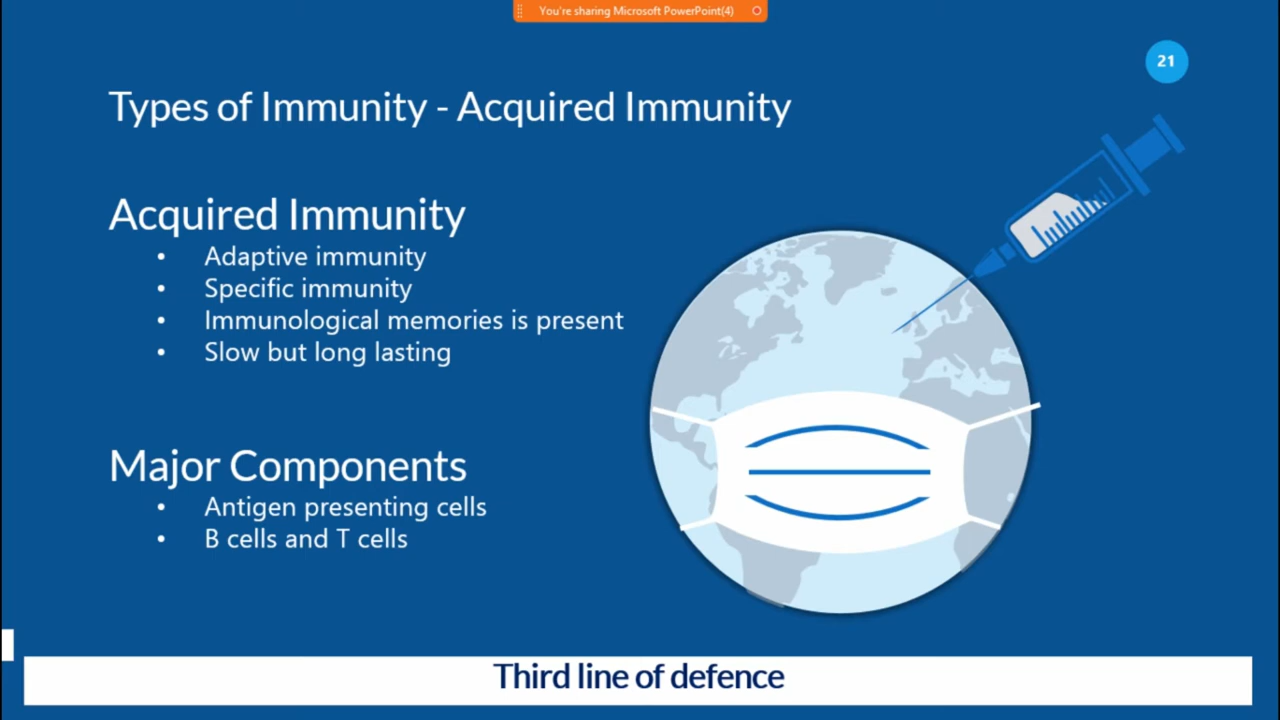 You're sharing Microsoft PowerPoint(4)
21
Types of Immunity - Acquired Immunity
Acquired Immunity
• Adaptive immunity
• Specific immunity
• Immunological memories is present
• Slow but long lasting
Major Components
• Antigen presenting cells
• B cells and T cells
Third line of defence